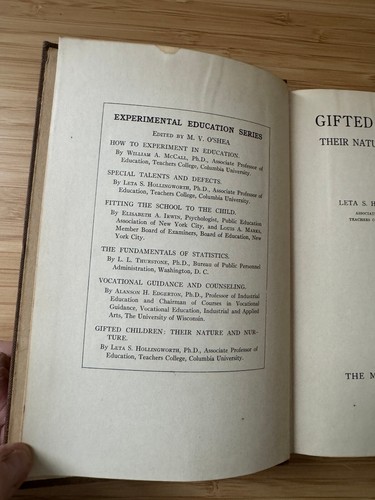 EXPERIMENTAL EDUCATION SERIES
EDITED BY M. V. O'SHEA
HOW TO EXPERIMENT IN EDUCATION.
By WILLIAM A. MCCALL, Ph.D., Associate Professor of
Education, Teachers College, Columbia University.
SPECIAL TALENTS AND DEFECTS.
By LETA S. HOLLINGWORTH, Ph.D., Associate Professor of
Education, Teachers College, Columbia University.
FITTING THE SCHOOL TO THE CHILD.
By ELISABETH A. IRWIN, Psychologist, Public Education
Association of New York City, and LOUIS A. MARKS,
Member Board of Examiners, Board of Education, New
York City.
THE FUNDAMENTALS OF STATISTICS.
By L. L. THURSTONE, Ph.D., Bureau of Public Personnel
Administration, Washington, D. C.
VOCATIONAL GUIDANCE AND COUNSELING.
By ALANSON H. EDGERTON, Ph.D., Professor of Industrial
Education and Chairman of Courses in Vocational
Guidance, Vocational Education, Industrial and Applied
Arts, The University of Wisconsin.
GIFTED CHILDREN: THEIR NATURE AND NUR-
TURE.
By LETA S. HOLLINGWORTH, Ph.D., Associate Professor of
Education, Teachers College, Columbia University.
GIFTED
THEIR NATU
LETA S. H
ASSOCIAT
TEACHERS C
THE M